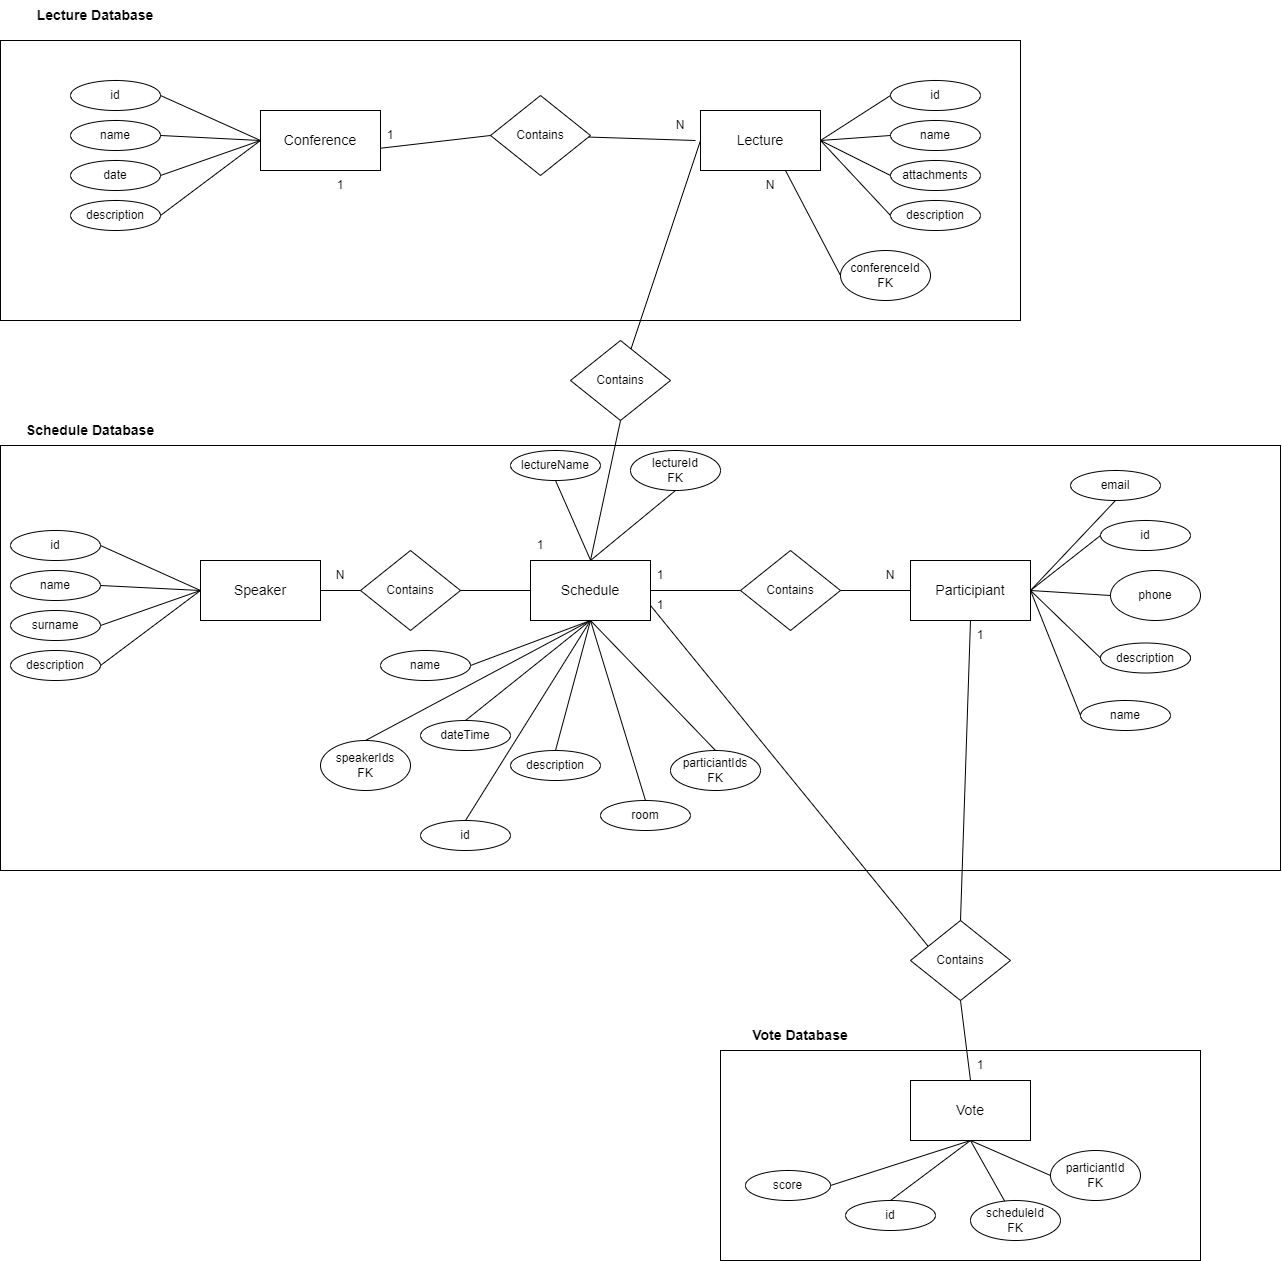 Lecture Database
id
name
date
description
Conference
1
1
Contains
N
Lecture
N
id
name
attachments
description
conferenceId
FK
Contains
Schedule Database
lectureName
lectureId
FK
id
name
surname
description
Speaker
N
Contains
1
Schedule
1
1
Contains
N
Participiant
1
email
id
phone
description
name
name
speakerIds
FK
dateTime
id
description
room
particiantIds
FK
Contains
Vote Database
1
Vote
score
id
scheduleId
FK
particiantId
FK